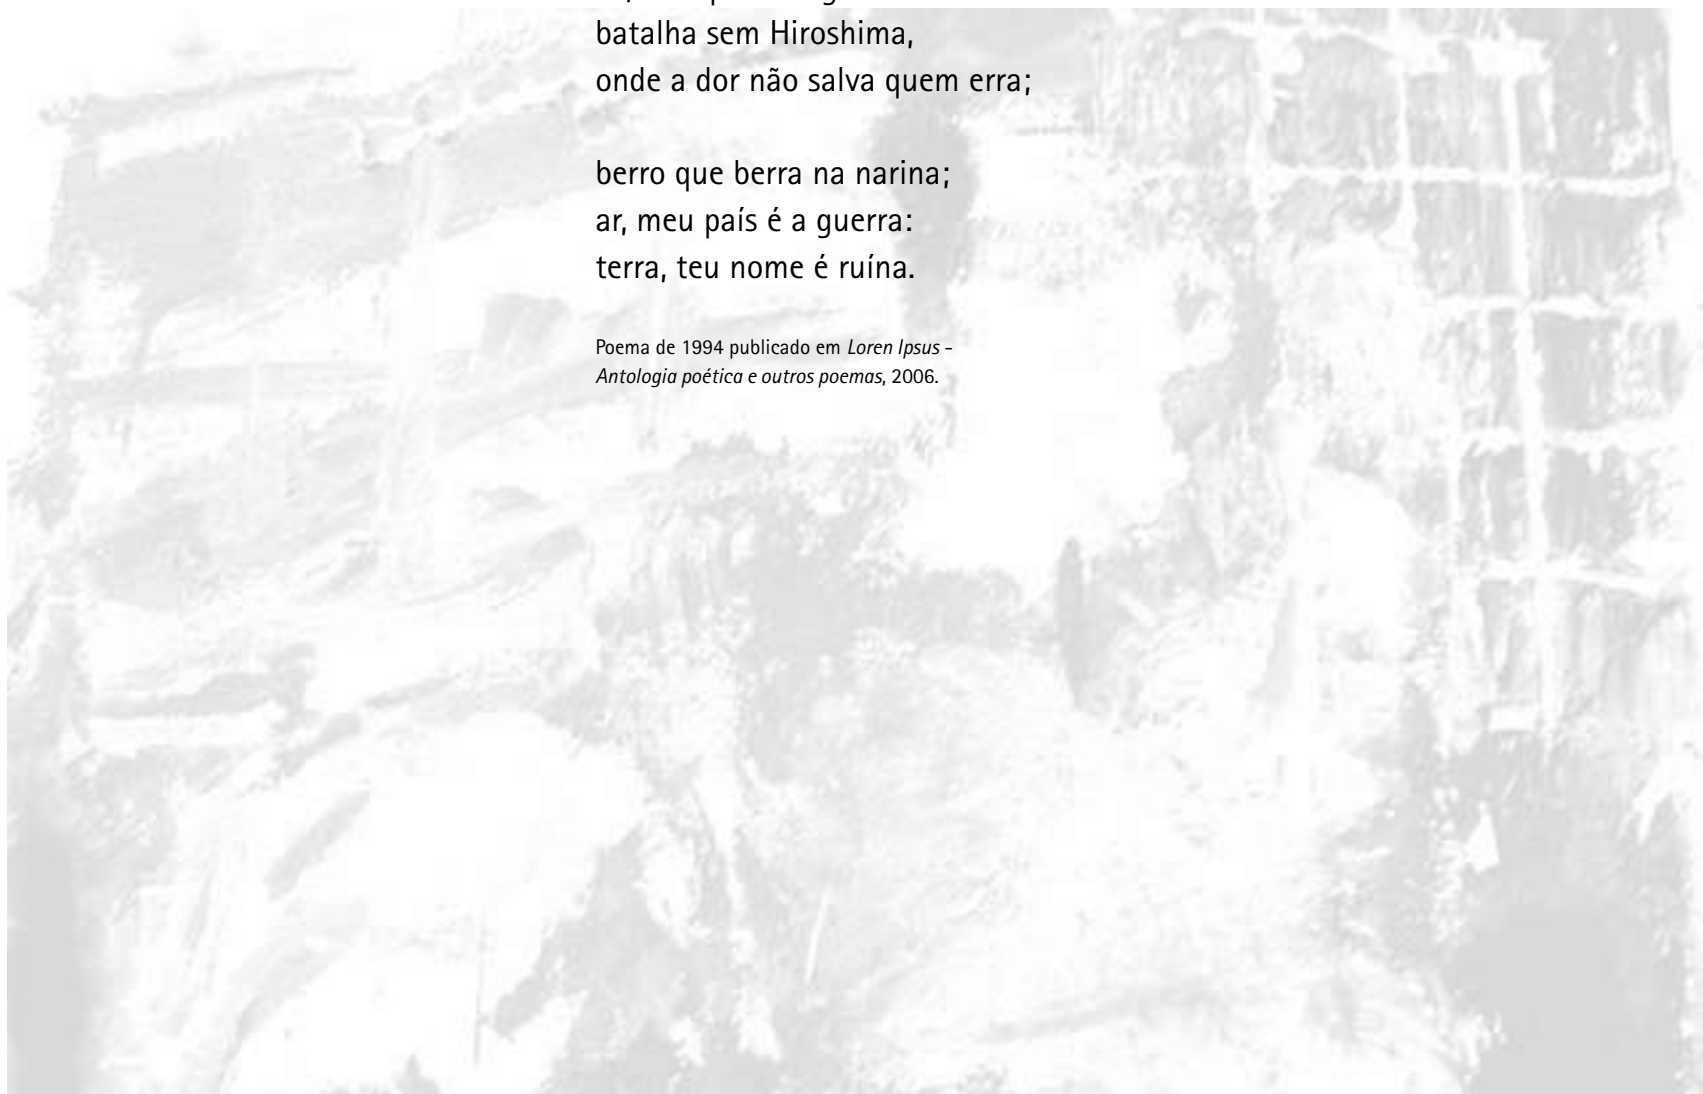 batalha sem Hiroshima,
onde a dor não salva quem erra;
berro que berra na narina;
ar, meu país é a guerra:
terra, teu nome é ruína.
Poema de 1994 publicado em Loren Ipsus -
Antologia poética e outros poemas, 2006.